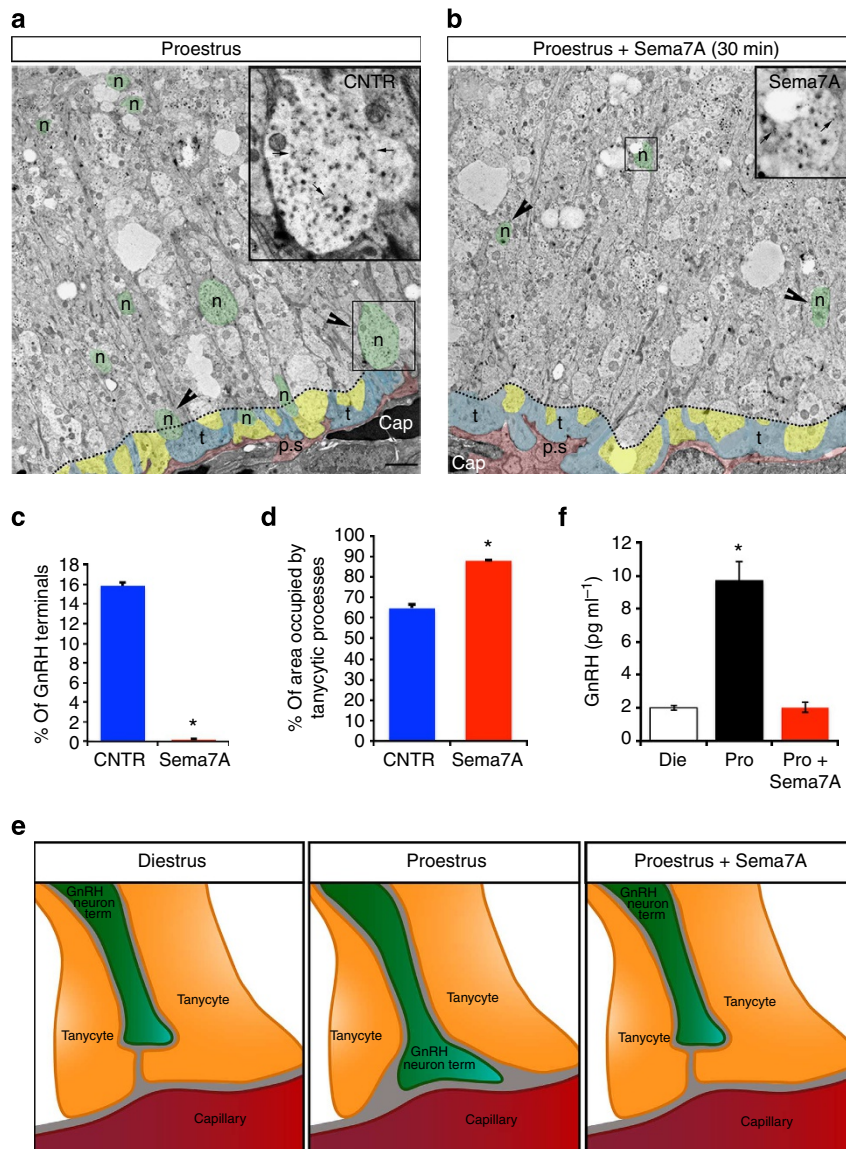 a
Proestrus
CNTR
n
n
n
n
n
n
n
n
n
n
t
t
p.s
Cap
b
Proestrus + Sema7A (30 min)
Sema7A
n
n
n
t
t
t
p.s
Cap
c
% Of GnRH terminals
18
16
14
12
10
8
6
4
2
0
*
CNTR Sema7A
d
% Of area occupied by
tanycytic processes
100
90
80
70
60
50
40
30
20
10
0
*
CNTR Sema7A
f
GnRH (pg ml–1)
12
10
8
6
4
2
0
*
Die Pro Pro +
Sema7A
e
Diestrus
GnRH
neuron
term
Tanycyte
Tanycyte
Capillary
Proestrus
Tanycyte
Tanycyte
GnRH
neuron term
Capillary
Proestrus + Sema7A
GnRH
neuron
term
Tanycyte
Tanycyte
Capillary